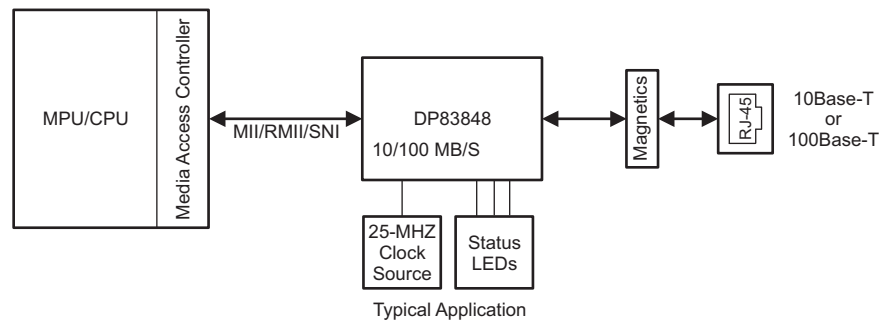 MPU/CPU
Media Access Controller
MII/RMII/SNI
DP83848
10/100 MB/S
Magnetics
RJ-45
10Base-T
or
100Base-T
25-MHZ
Clock
Source
Status
LEDs
Typical Application